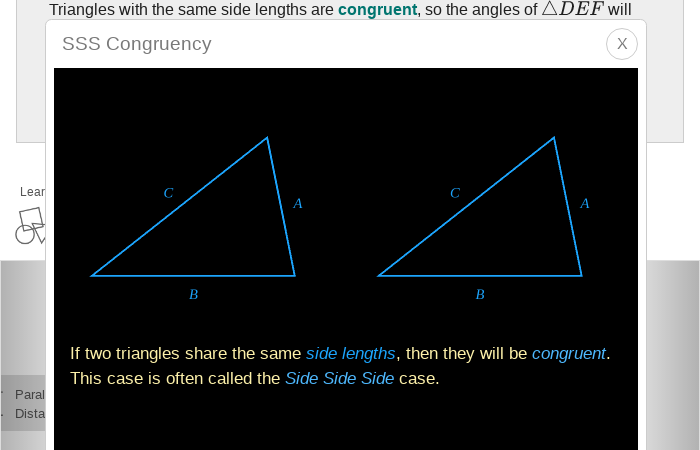 Triangles with the same side lengths are congruent, so the angles of △DEF will
SSS Congruency
X
C
A
B
C
A
B
If two triangles share the same side lengths, then they will be congruent.
This case is often called the Side Side Side case.
Lear
Paral
Dista